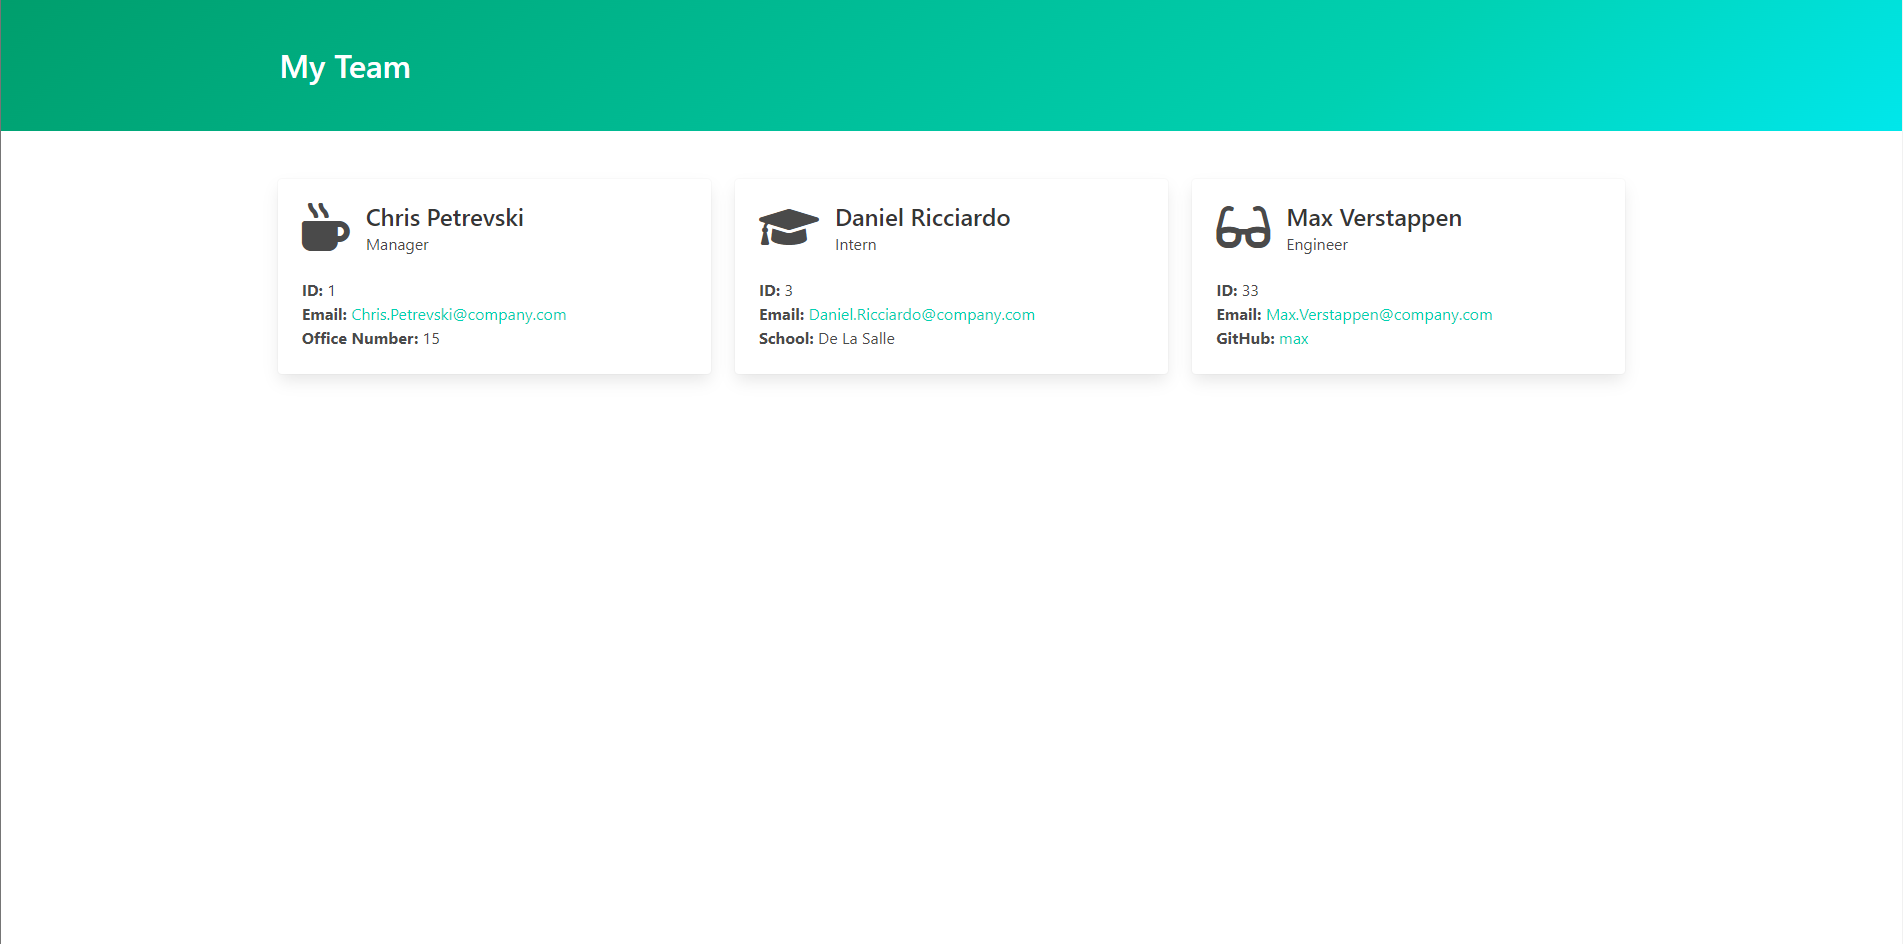 My Team
Chris Petrevski
Manager
ID: 1
Email: Chris.Petrevski@company.com
Office Number: 15
Daniel Ricciardo
Intern
ID: 3
Email: Daniel.Ricciardo@company.com
School: De La Salle
Max Verstappen
Engineer
ID: 33
Email: Max.Verstappen@company.com
GitHub: max